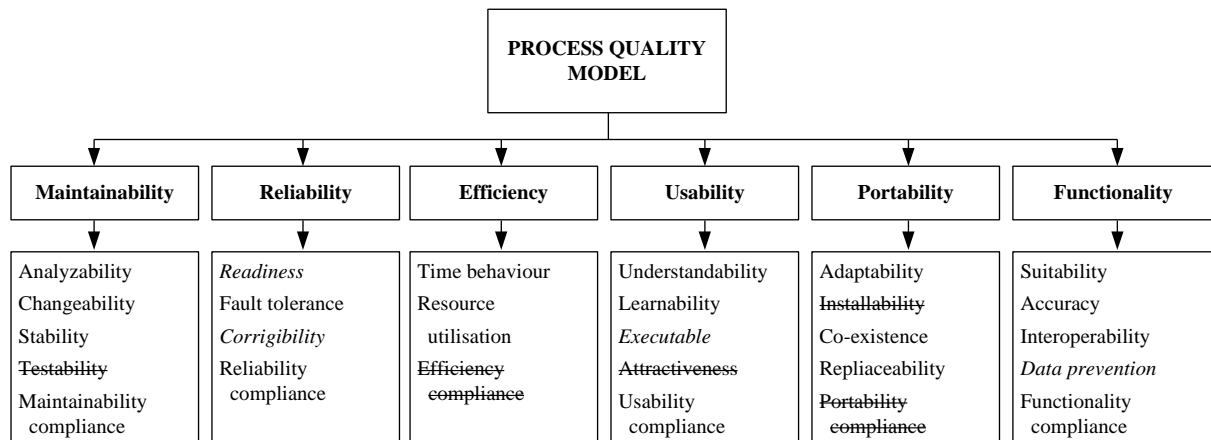 PROCESS QUALITY
MODEL
Maintainability
Reliability
Efficiency
Usability
Portability
Functionality
Analyzability
Changeability
Stability
Testability
Maintainability
compliance
Readiness
Fault tolerance
Corrigibility
Reliability
compliance
Time behaviour
Resource
utilisation
Efficiency
compliance
Understandability
Learnability
Executable
Attractiveness
Usability
compliance
Adaptability
Installability
Co-existence
Repliaceability
Portability
compliance
Suitability
Accuracy
Interoperability
Data prevention
Functionality
compliance